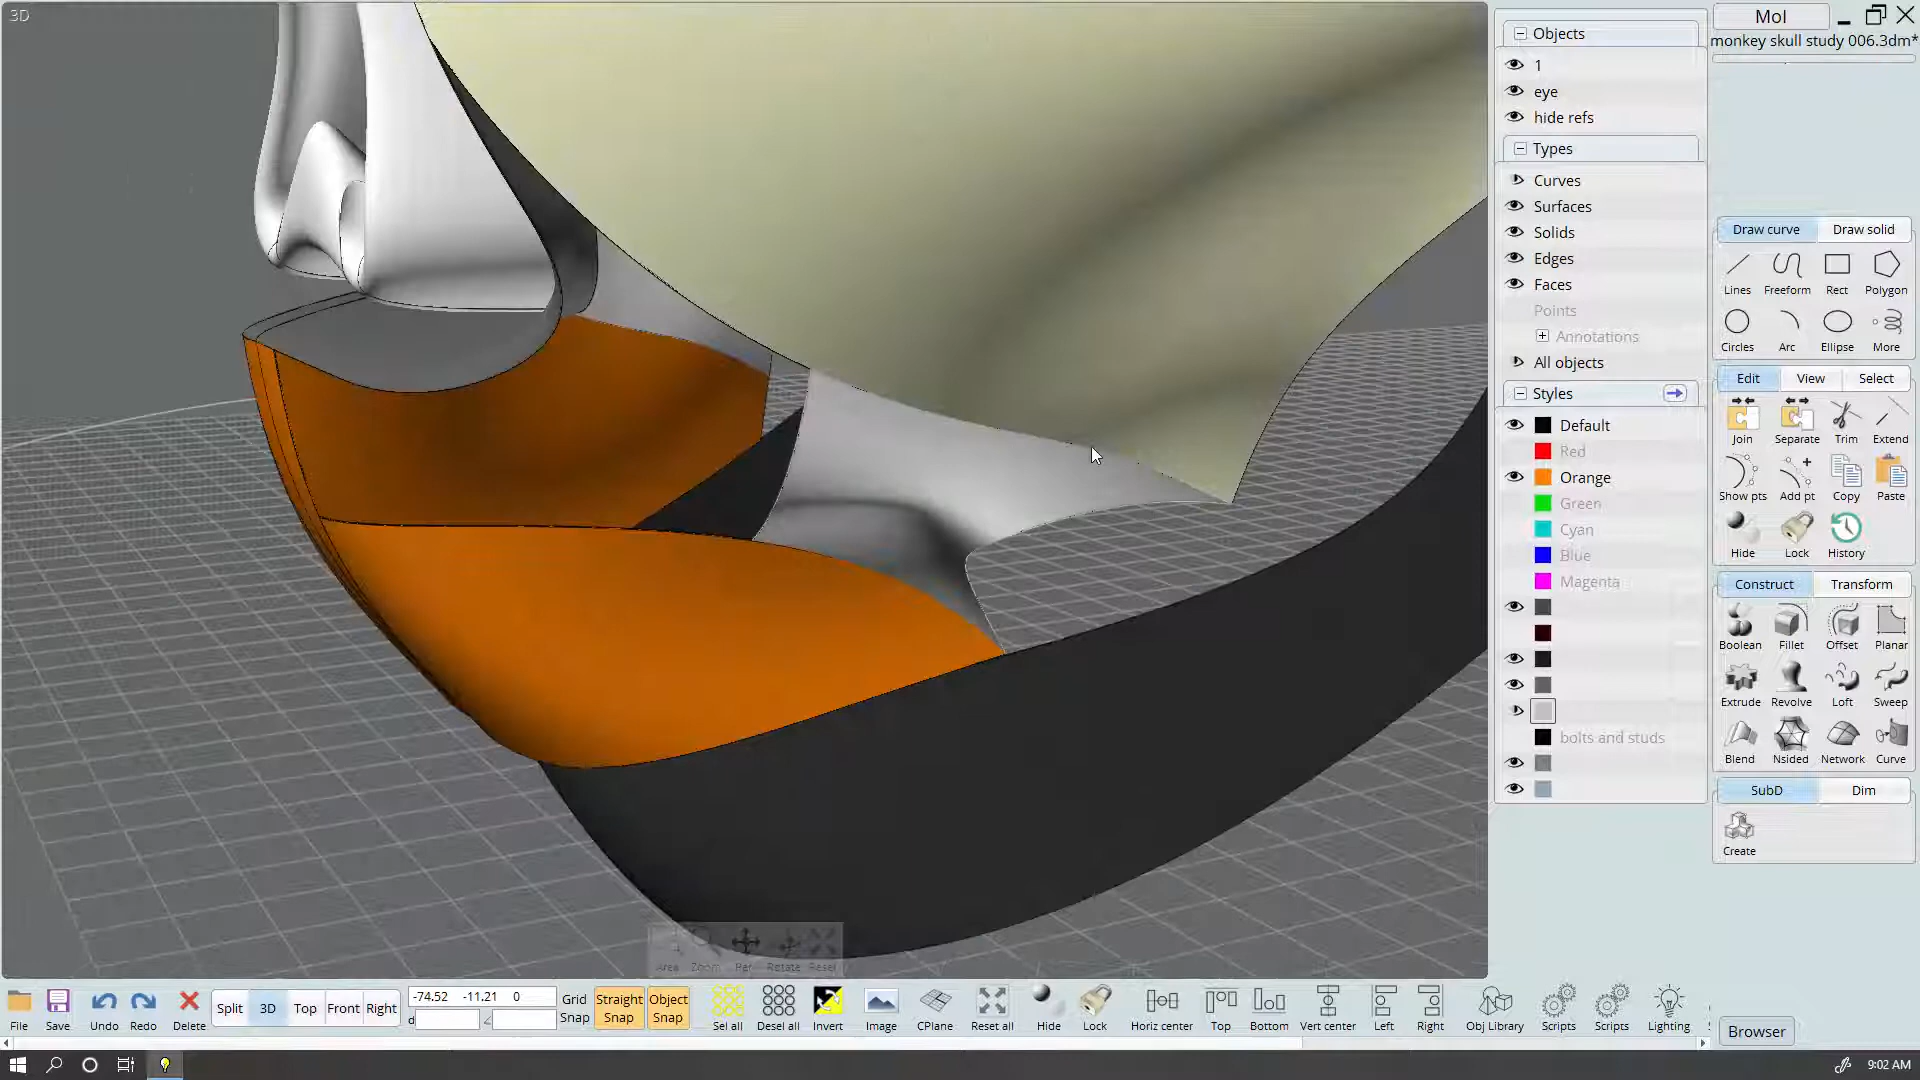 3D
Objects
1
eye
hide refs
Types
Curves
Surfaces
Solids
Edges
Faces
Points
Annotations
All objects
Styles
Default
Red
Orange
Green
Cyan
Blue
Magenta
bolts and studs
MoI
monkey skull study 006.3dm*
Draw curve Draw solid
Lines Freeform Rect Polygon
Circles Arc Ellipse More
Edit View Select
Join Separate Trim Extend
Show pts Add pt Copy Paste
Hide Lock History
Construct Transform
Boolean Fillet Offset Planar
Extrude Revolve Loft Sweep
Blend Nsided Network Curve
SubD Dim
Create
Area Zoom Pan Rotate Reset
File Save Undo Redo Delete
Split 3D Top Front Right
-74.52 -11.21 0
d
Grid Snap
Straight Snap
Object Snap
Sel all Desel all Invert Image CPlane Reset all Hide Lock Horiz center Top Bottom Vert center Left Right Obj Library Scripts Scripts Lighting
Browser
9:02 AM